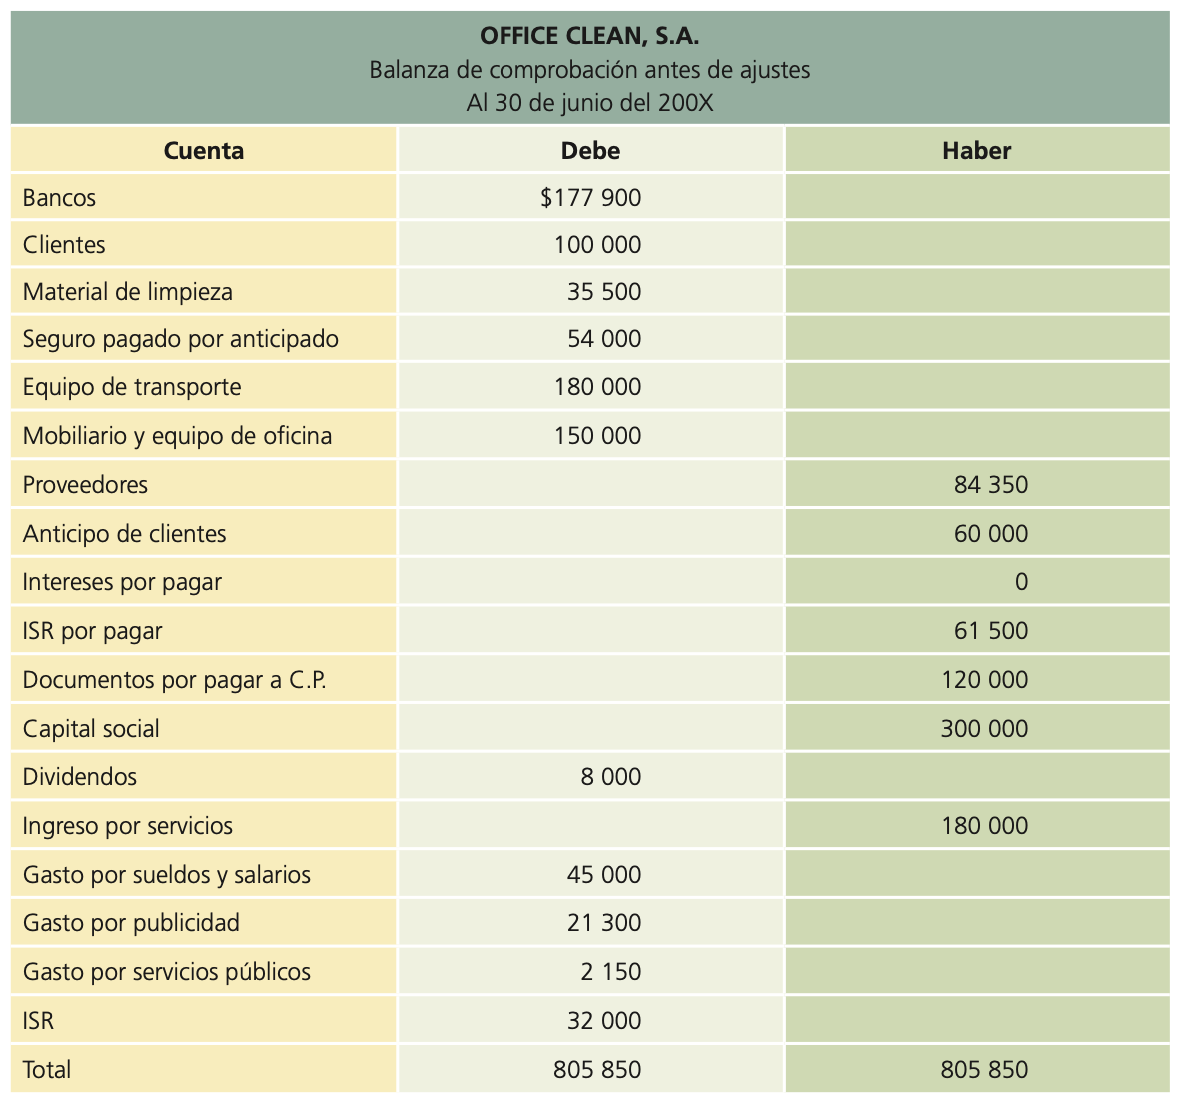 OFFICE CLEAN, S.A.
Balanza de comprobación antes de ajustes
Al 30 de junio del 200X
Cuenta Debe Haber
Bancos $177 900
Clientes 100 000
Material de limpieza 35 500
Seguro pagado por anticipado 54 000
Equipo de transporte 180 000
Mobiliario y equipo de oficina 150 000
Proveedores 84 350
Anticipo de clientes 60 000
Intereses por pagar 0
ISR por pagar 61 500
Documentos por pagar a C.P. 120 000
Capital social 300 000
Dividendos 8 000
Ingreso por servicios 180 000
Gasto por sueldos y salarios 45 000
Gasto por publicidad 21 300
Gasto por servicios públicos 2 150
ISR 32 000
Total 805 850 805 850